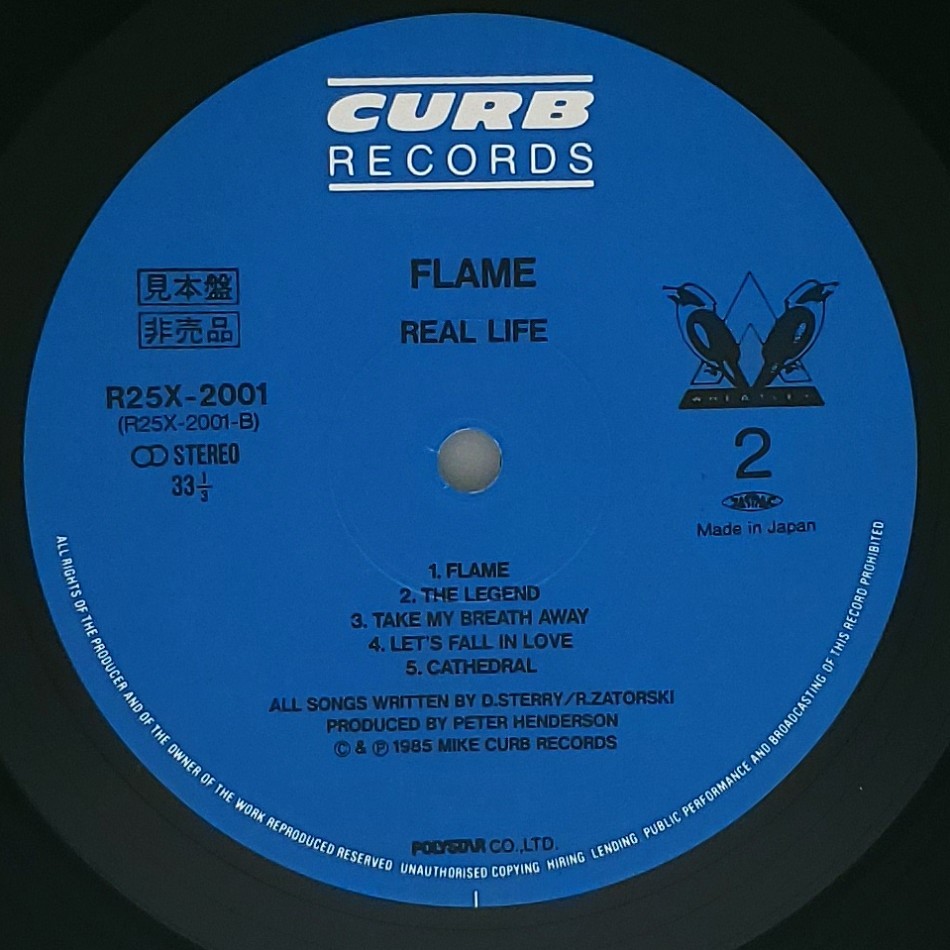 CURB
RECORDS
FLAME
REAL LIFE
見本盤
非売品
R25X-2001
(R25X-2001-B)
STEREO
33 1/3
WHEATLEY
2
JASRAC
Made in Japan
1. FLAME
2. THE LEGEND
3. TAKE MY BREATH AWAY
4. LET'S FALL IN LOVE
5. CATHEDRAL
ALL SONGS WRITTEN BY D.STERRY/R.ZATORSKI
PRODUCED BY PETER HENDERSON
© & ℗ 1985 MIKE CURB RECORDS
POLYSTAR CO.,LTD.
ALL RIGHTS OF THE PRODUCER AND OF THE OWNER OF THE WORK REPRODUCED RESERVED UNAUTHORISED COPYING HIRING LENDING PUBLIC PERFORMANCE AND BROADCASTING OF THIS RECORD PROHIBITED